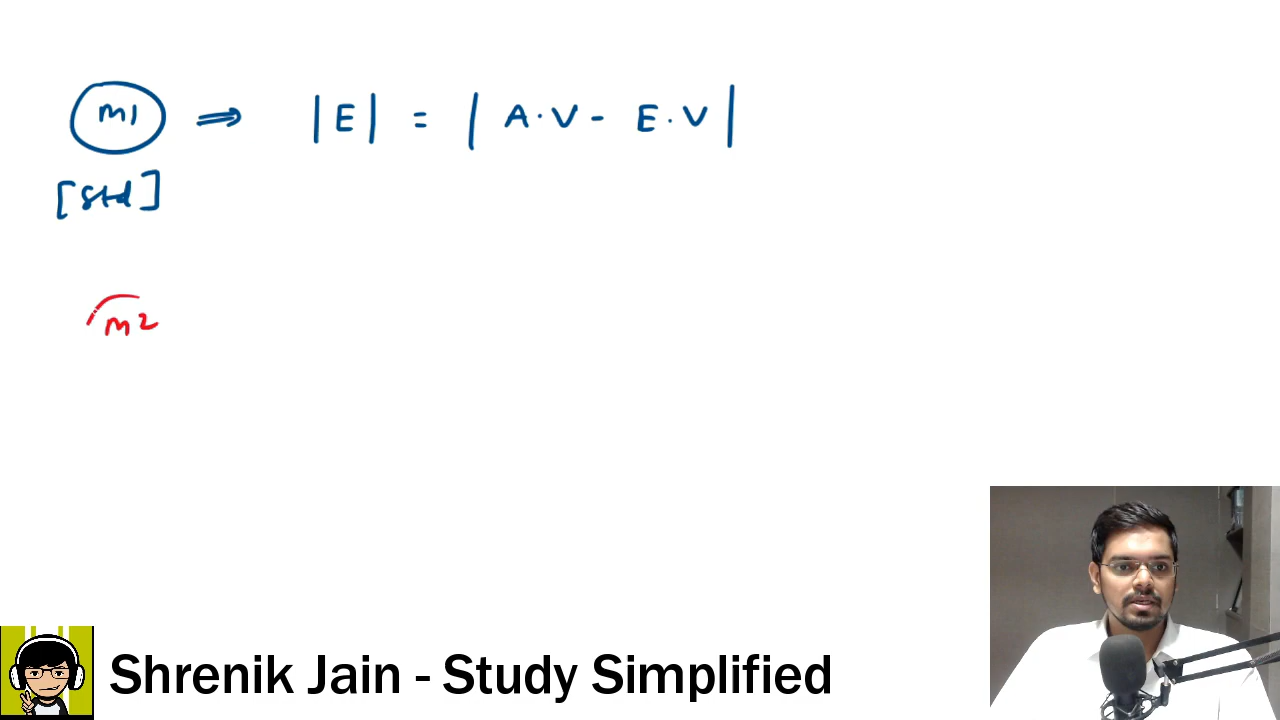 m1 ⇒ |E| = | A.V - E.V |
[std]
m2
Shrenik Jain - Study Simplified